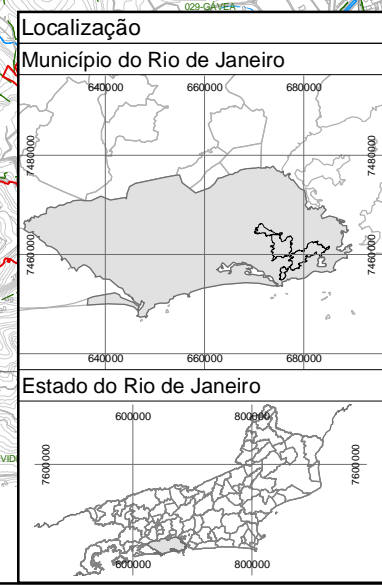 029-GÁVEA
Localização
Município do Rio de Janeiro
640000 660000 680000
7480000 7480000
7460000 7460000
640000 660000 680000
Estado do Rio de Janeiro
600000 800000
7600000 7600000
VIDI
600000 800000